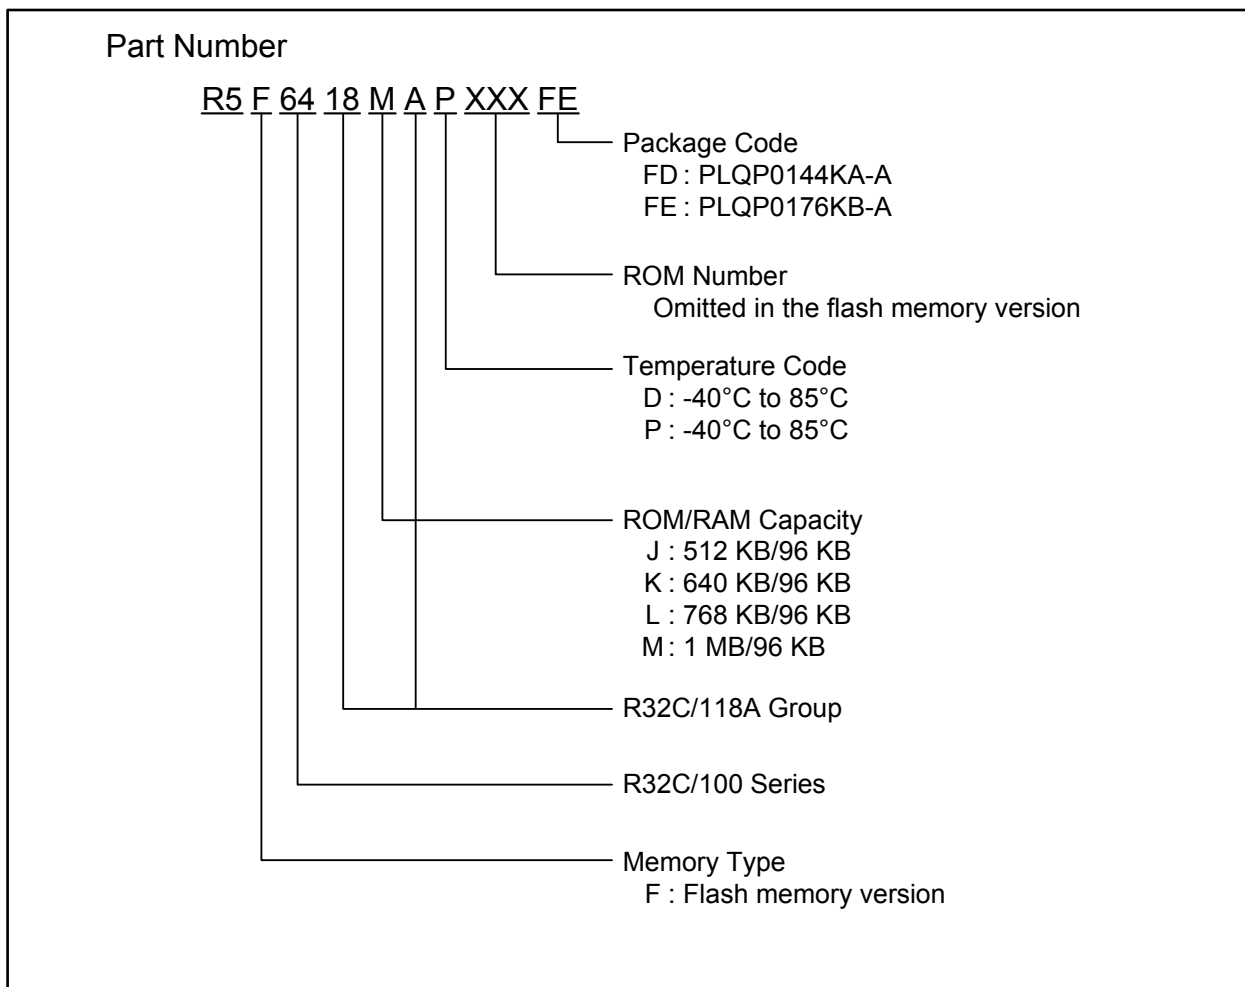 Part Number
R5 F 64 18 M A P XXX FE
Package Code
FD : PLQP0144KA-A
FE : PLQP0176KB-A
ROM Number
Omitted in the flash memory version
Temperature Code
D : -40°C to 85°C
P : -40°C to 85°C
ROM/RAM Capacity
J : 512 KB/96 KB
K : 640 KB/96 KB
L : 768 KB/96 KB
M : 1 MB/96 KB
R32C/118A Group
R32C/100 Series
Memory Type
F : Flash memory version